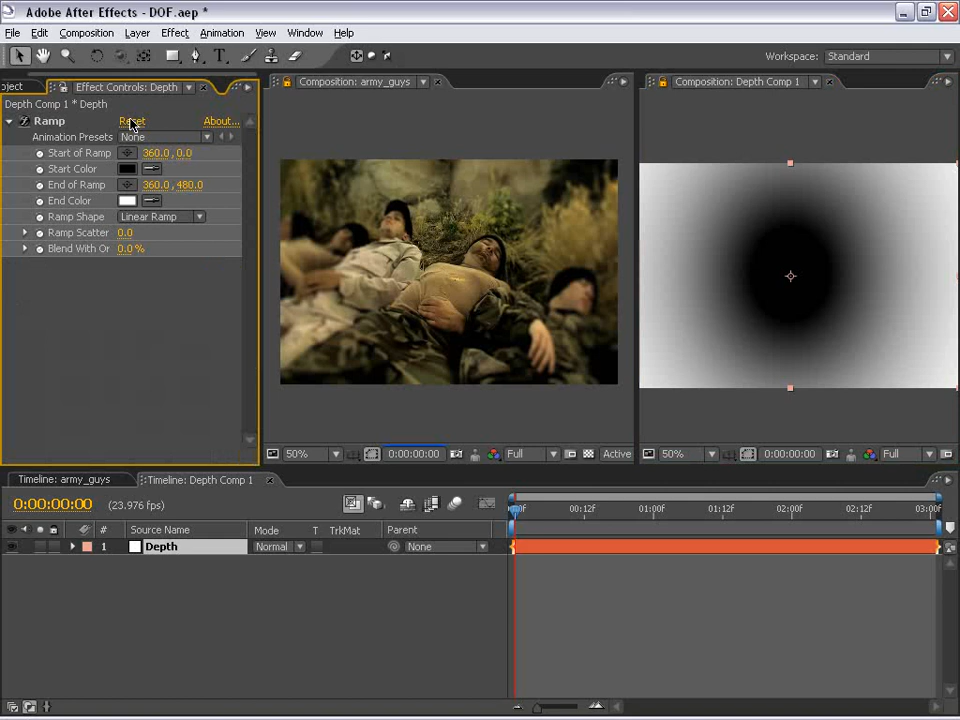 Adobe After Effects - DOF.aep *
File Edit Composition Layer Effect Animation View Window Help
Workspace: Standard
oject Effect Controls: Depth
Composition: army_guys
Composition: Depth Comp 1
Depth Comp 1 * Depth
Ramp Reset About...
Animation Presets None
Start of Ramp 360.0, 0.0
Start Color
End of Ramp 360.0, 480.0
End Color
Ramp Shape Linear Ramp
Ramp Scatter 0.0
Blend With Or 0.0 %
50% 0:00:00:00 Full Active
50% 0:00:00:00 Full
Timeline: army_guys Timeline: Depth Comp 1
0:00:00:00 (23.976 fps)
# Source Name Mode T TrkMat Parent
00f 00:12f 01:00f 01:12f 02:00f 02:12f 03:00f
1 Depth Normal None